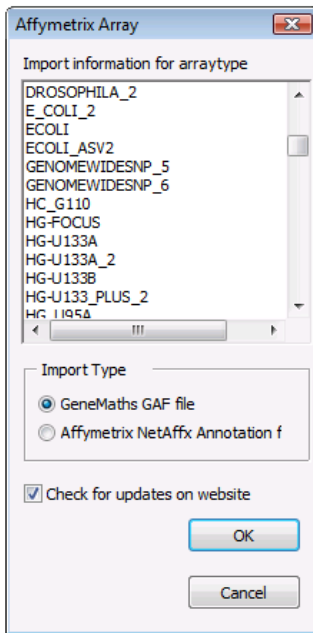 Affymetrix Array
Import information for arraytype
DROSOPHILA_2
E_COLI_2
ECOLI
ECOLI_ASV2
GENOMEWIDESNP_5
GENOMEWIDESNP_6
HC_G110
HG-FOCUS
HG-U133A
HG-U133A_2
HG-U133B
HG-U133_PLUS_2
HG_U95A
Import Type
GeneMaths GAF file
Affymetrix NetAffx Annotation f
Check for updates on website
OK
Cancel